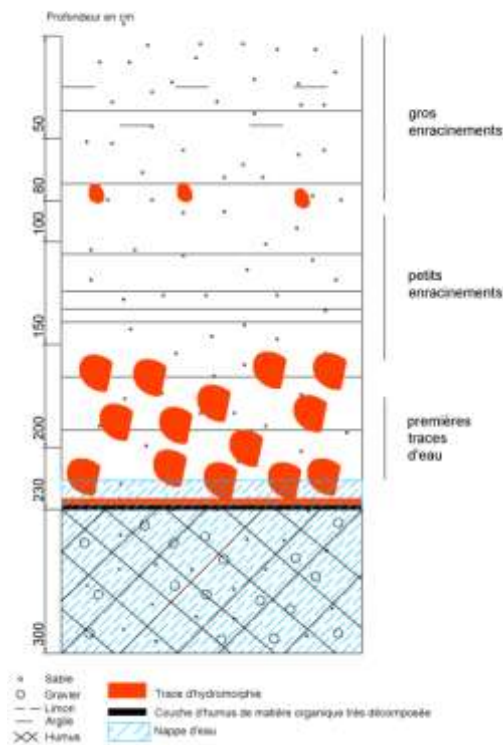 Profondeur en cm
50
80
100
150
200
230
300
gros
enracinements
petits
enracinements
premières
traces
d'eau
Sable
Gravier
Limon
Argile
Humus
Trace d'hydromorphie
Couche d'humus de matière organique très décomposée
Nappe d'eau